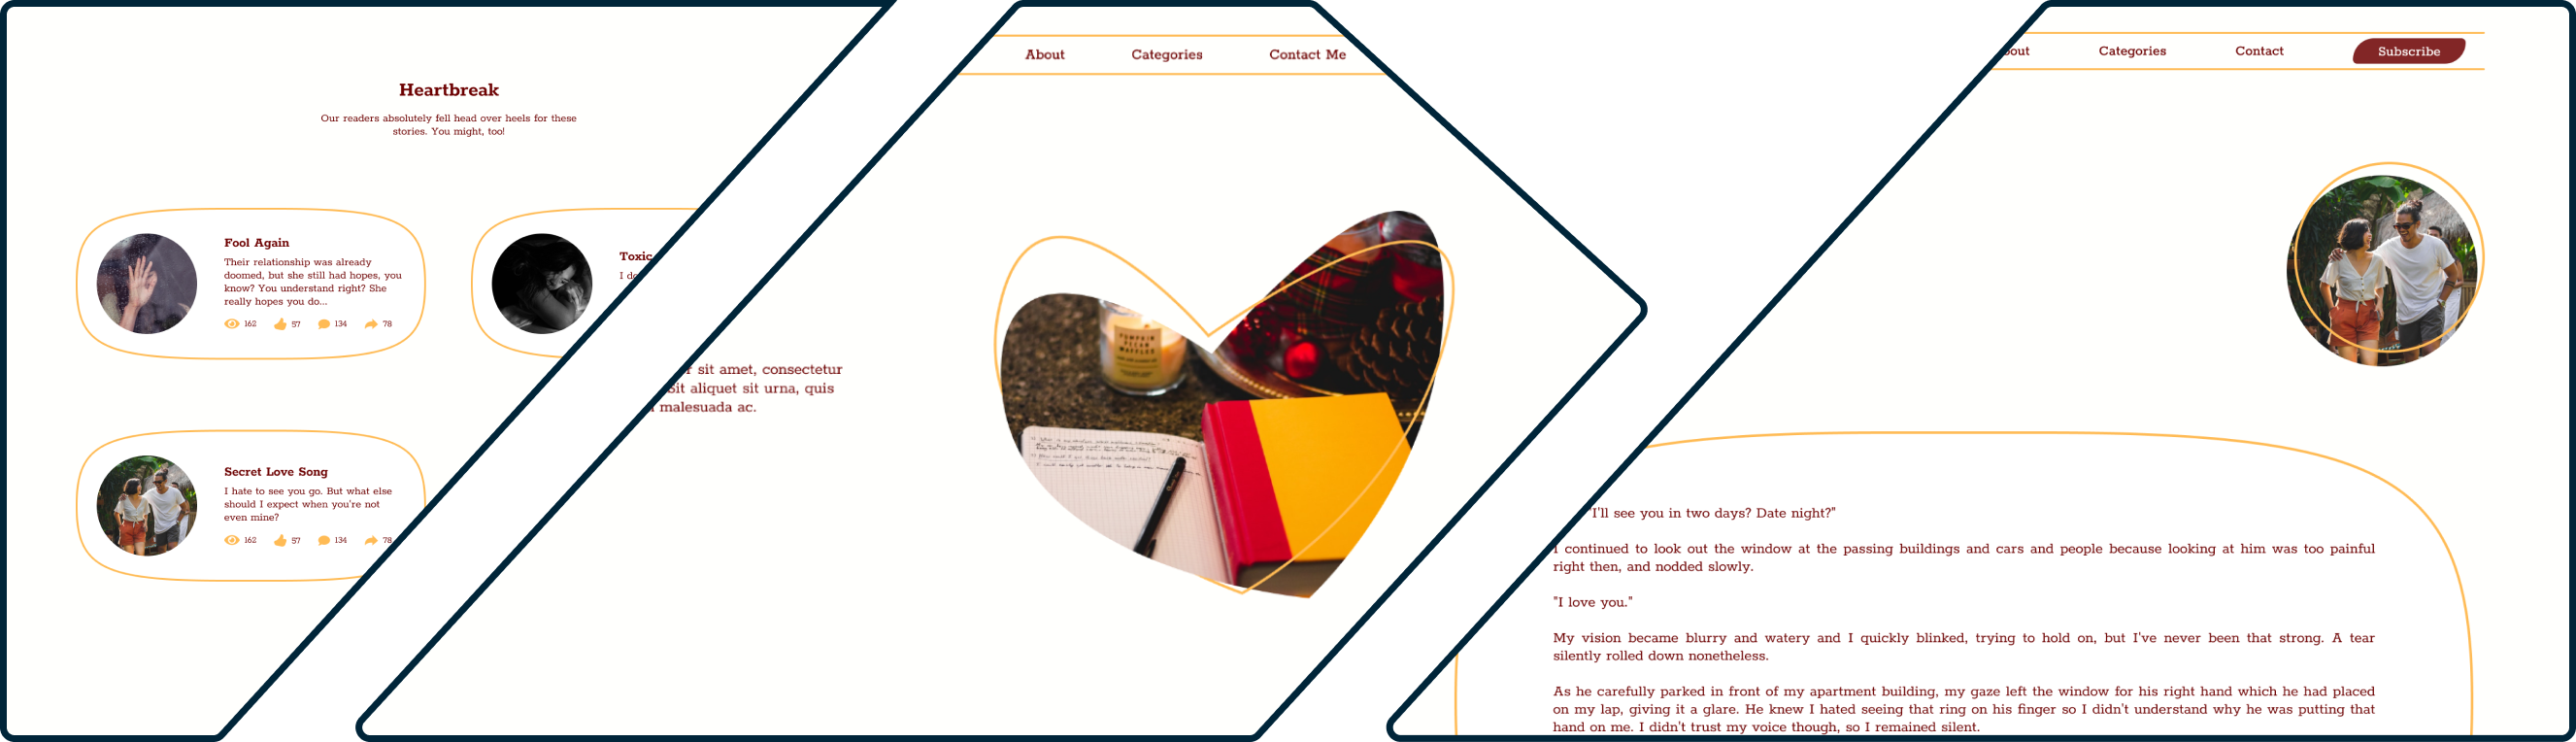 Heartbreak
Our readers absolutely fell head over heels for these
stories. You might, too!
Fool Again
Their relationship was already
doomed, but she still had hopes, you
know? You understand right? She
really hopes you do...
162 57 134 78
Toxic
I do
Secret Love Song
I hate to see you go. But what else
should I expect when you're not
even mine?
162 57 134 78
About Categories Contact Me
r sit amet, consectetur
Sit aliquet sit urna, quis
malesuada ac.
PUMPKIN
PECAN
WAFFLES
out Categories Contact Subscribe
"I'll see you in two days? Date night?"
I continued to look out the window at the passing buildings and cars and people because looking at him was too painful
right then, and nodded slowly.
"I love you."
My vision became blurry and watery and I quickly blinked, trying to hold on, but I've never been that strong. A tear
silently rolled down nonetheless.
As he carefully parked in front of my apartment building, my gaze left the window for his right hand which he had placed
on my lap, giving it a glare. He knew I hated seeing that ring on his finger so I didn't understand why he was putting that
hand on me. I didn't trust my voice though, so I remained silent.